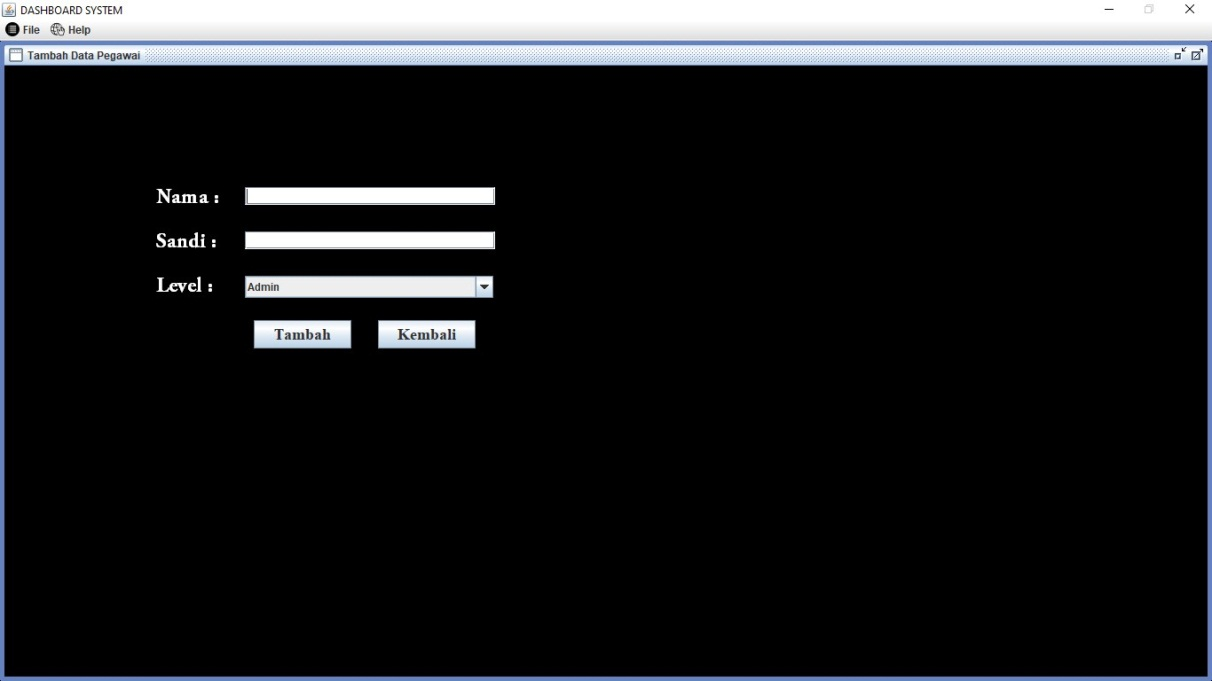 DASHBOARD SYSTEM
File Help
Tambah Data Pegawai
Nama :
Sandi :
Level : Admin
Tambah Kembali